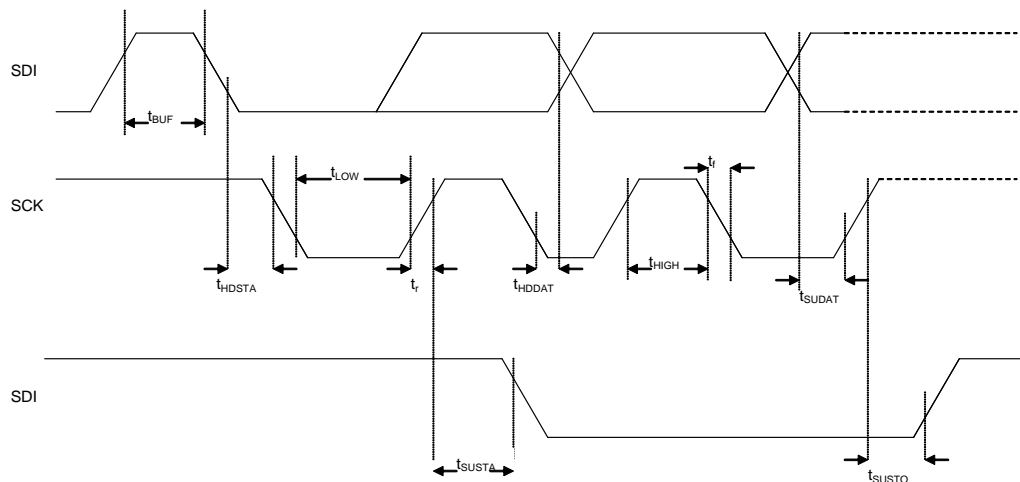 SDI
tBUF
tf
tLOW
SCK
tHDSTA
tr
tHDDAT
tHIGH
tSUDAT
SDI
tSUSTA
tSUSTO